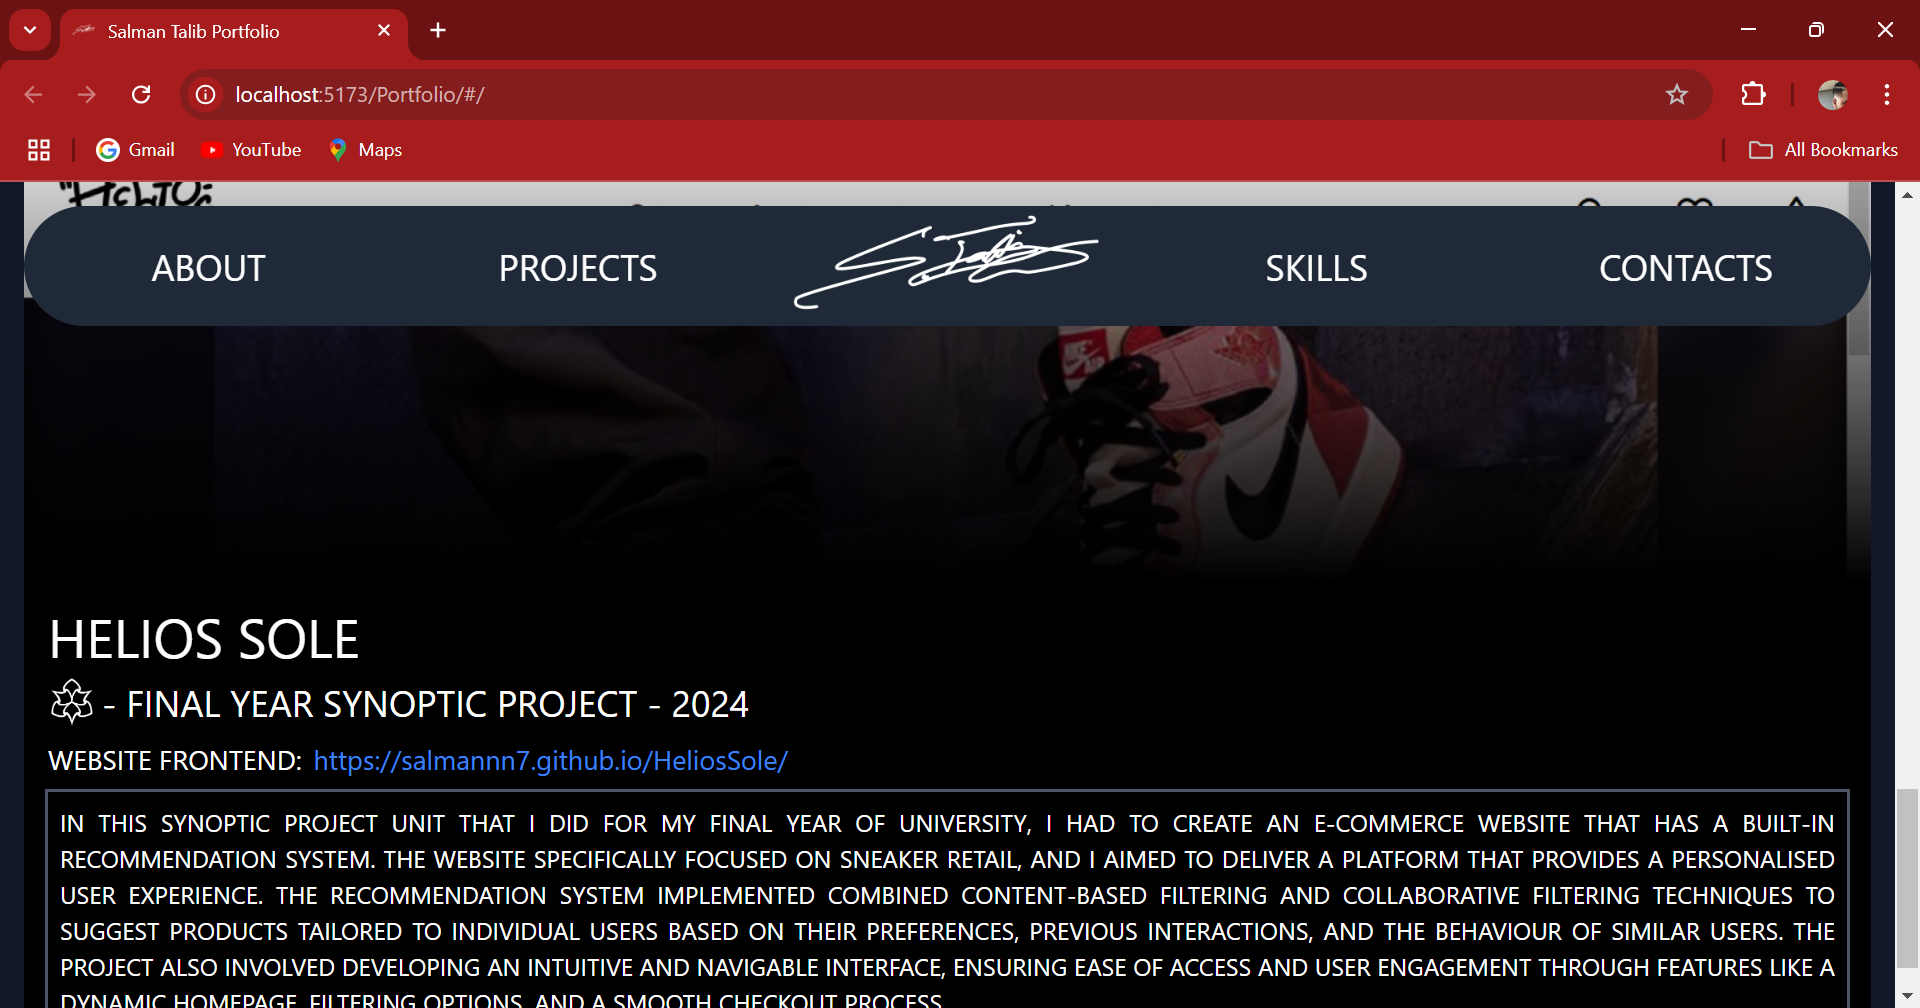 Salman Talib Portfolio
localhost:5173/Portfolio/#/
Gmail YouTube Maps All Bookmarks
ABOUT PROJECTS SKILLS CONTACTS
HELIOS SOLE
- FINAL YEAR SYNOPTIC PROJECT - 2024
WEBSITE FRONTEND: https://salmannn7.github.io/HeliosSole/
IN THIS SYNOPTIC PROJECT UNIT THAT I DID FOR MY FINAL YEAR OF UNIVERSITY, I HAD TO CREATE AN E-COMMERCE WEBSITE THAT HAS A BUILT-IN
RECOMMENDATION SYSTEM. THE WEBSITE SPECIFICALLY FOCUSED ON SNEAKER RETAIL, AND I AIMED TO DELIVER A PLATFORM THAT PROVIDES A PERSONALISED
USER EXPERIENCE. THE RECOMMENDATION SYSTEM IMPLEMENTED COMBINED CONTENT-BASED FILTERING AND COLLABORATIVE FILTERING TECHNIQUES TO
SUGGEST PRODUCTS TAILORED TO INDIVIDUAL USERS BASED ON THEIR PREFERENCES, PREVIOUS INTERACTIONS, AND THE BEHAVIOUR OF SIMILAR USERS. THE
PROJECT ALSO INVOLVED DEVELOPING AN INTUITIVE AND NAVIGABLE INTERFACE, ENSURING EASE OF ACCESS AND USER ENGAGEMENT THROUGH FEATURES LIKE A
DYNAMIC HOMEPAGE, FILTERING OPTIONS, AND A SMOOTH CHECKOUT PROCESS.